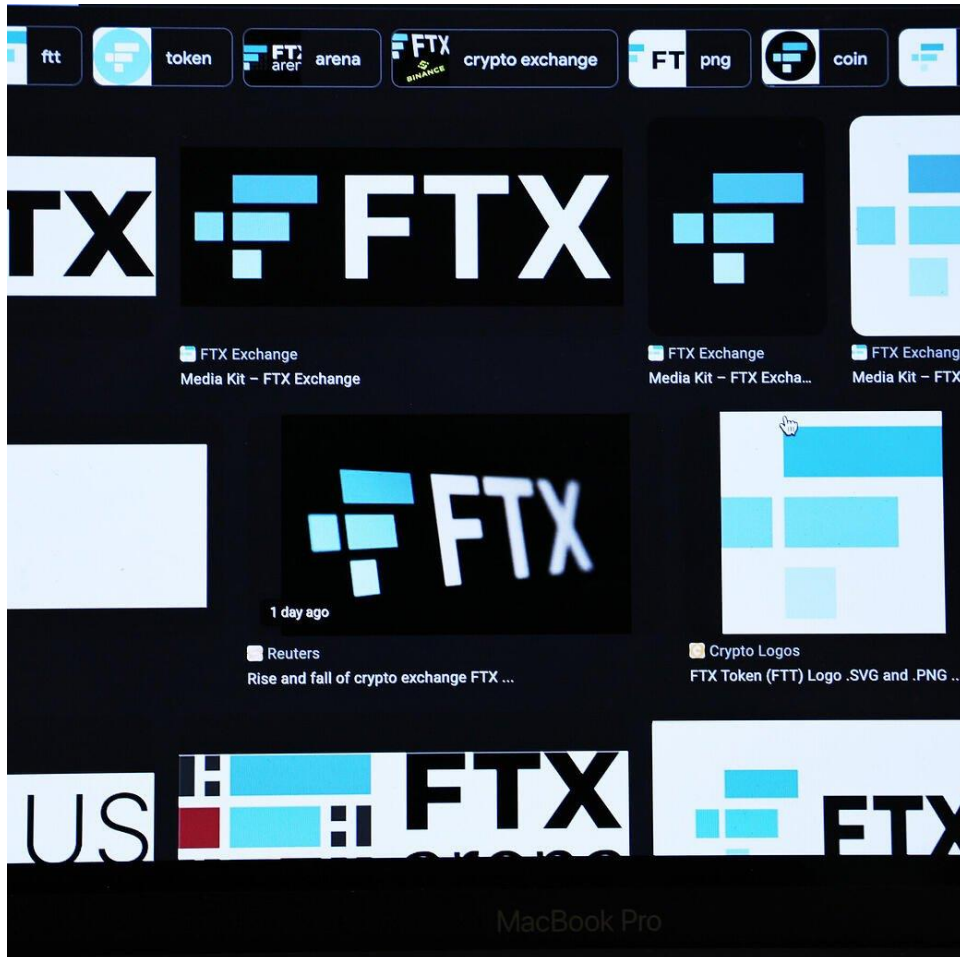 ftt
token
FTX
arena
FTX
BINANCE
crypto exchange
FT
png
coin
TX
FTX
FTX Exchange
Media Kit – FTX Exchange
FTX Exchange
Media Kit – FTX Excha...
FTX Exchang
Media Kit – FTX
FTX
1 day ago
Reuters
Rise and fall of crypto exchange FTX ...
Crypto Logos
FTX Token (FTT) Logo .SVG and .PNG ..
US
FTX
arena
FTX
MacBook Pro